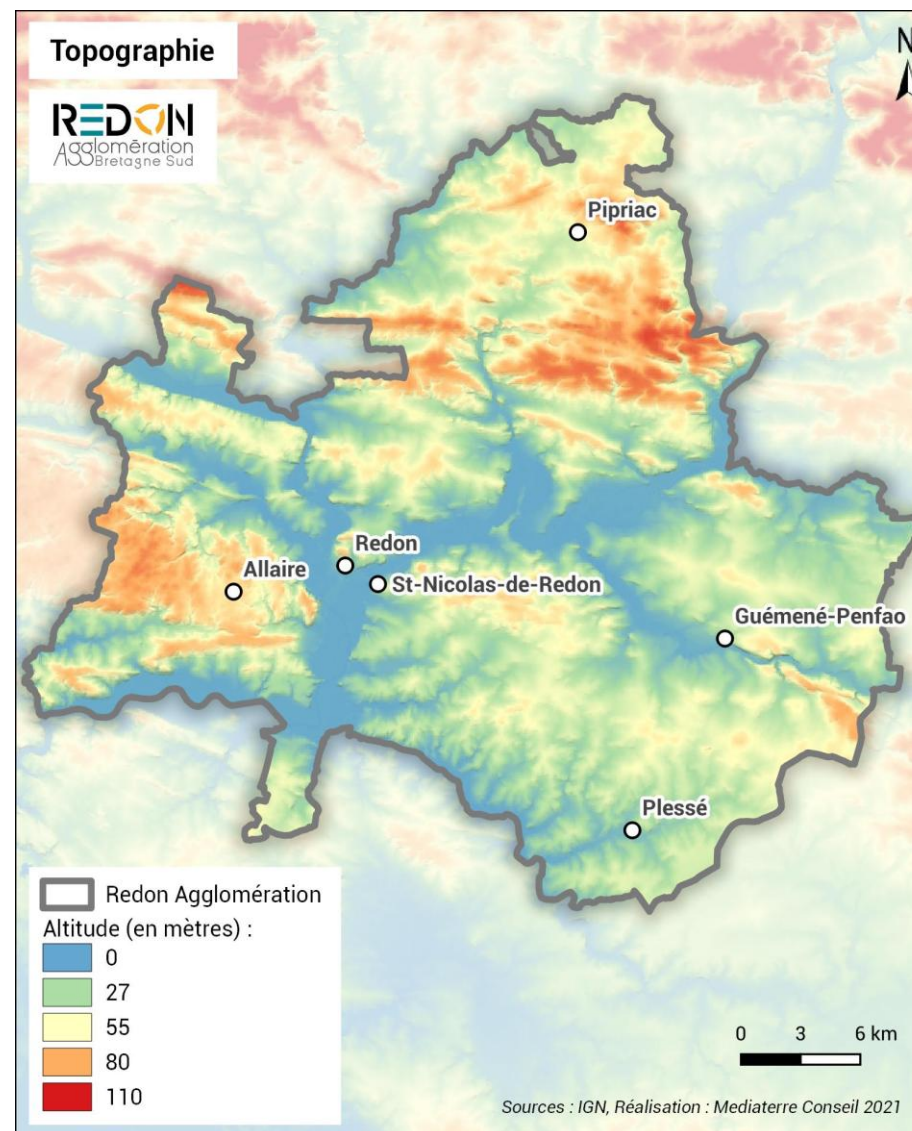 Topographie
REDON
Agglomération
Bretagne Sud
N
Pipriac
Redon
Allaire
St-Nicolas-de-Redon
Guémené-Penfao
Plessé
Redon Agglomération
Altitude (en mètres) :
0
27
55
80
110
0 3 6 km
Sources : IGN, Réalisation : Mediaterre Conseil 2021